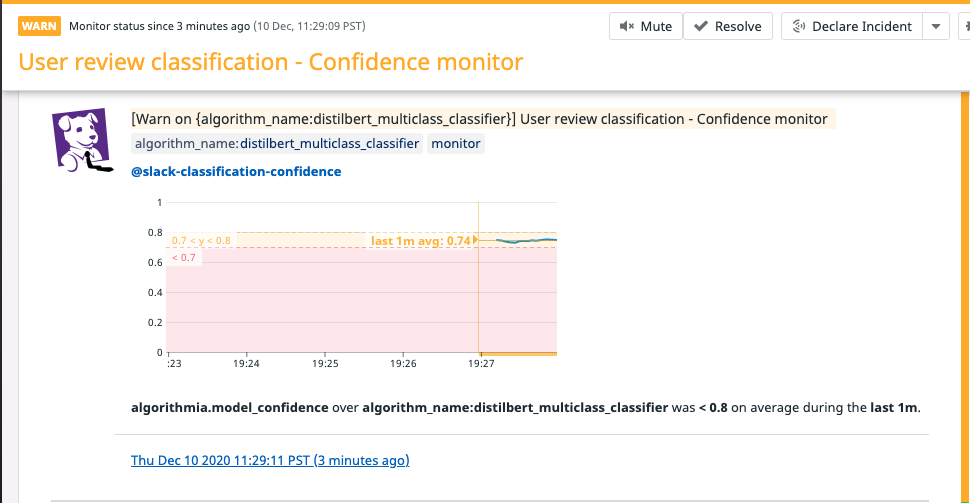 WARN Monitor status since 3 minutes ago (10 Dec, 11:29:09 PST) Mute Resolve Declare Incident
User review classification - Confidence monitor
[Warn on {algorithm_name:distilbert_multiclass_classifier}] User review classification - Confidence monitor
algorithm_name:distilbert_multiclass_classifier monitor
@slack-classification-confidence
1
0.8
0.7 < y < 0.8 last 1m avg: 0.74
< 0.7
0.6
0.4
0.2
0
:23 19:24 19:25 19:26 19:27
algorithmia.model_confidence over algorithm_name:distilbert_multiclass_classifier was < 0.8 on average during the last 1m.
Thu Dec 10 2020 11:29:11 PST (3 minutes ago)